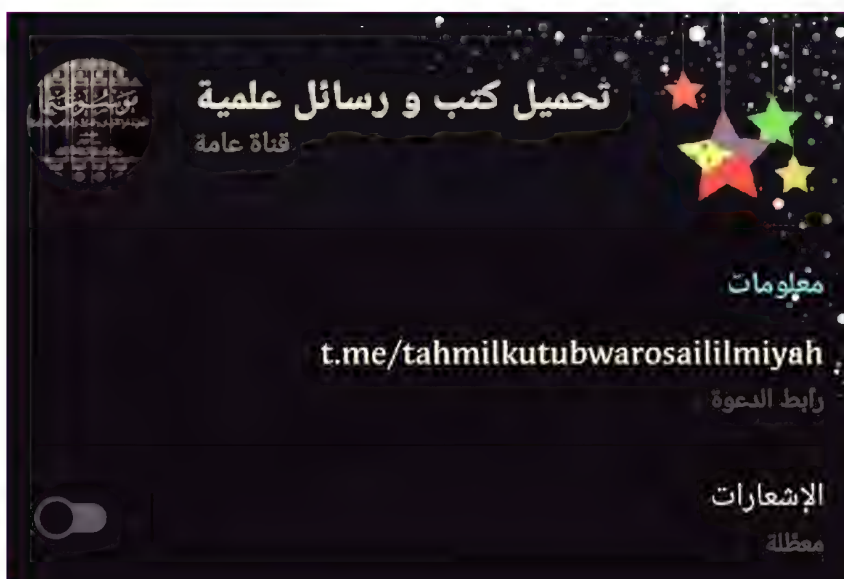 تحميل كتب و رسائل علمية
قناة عامة
معلومات
t.me/tahmilkutubwarosaililmiyah
رابط الدعوة
الإشعارات
معطلة